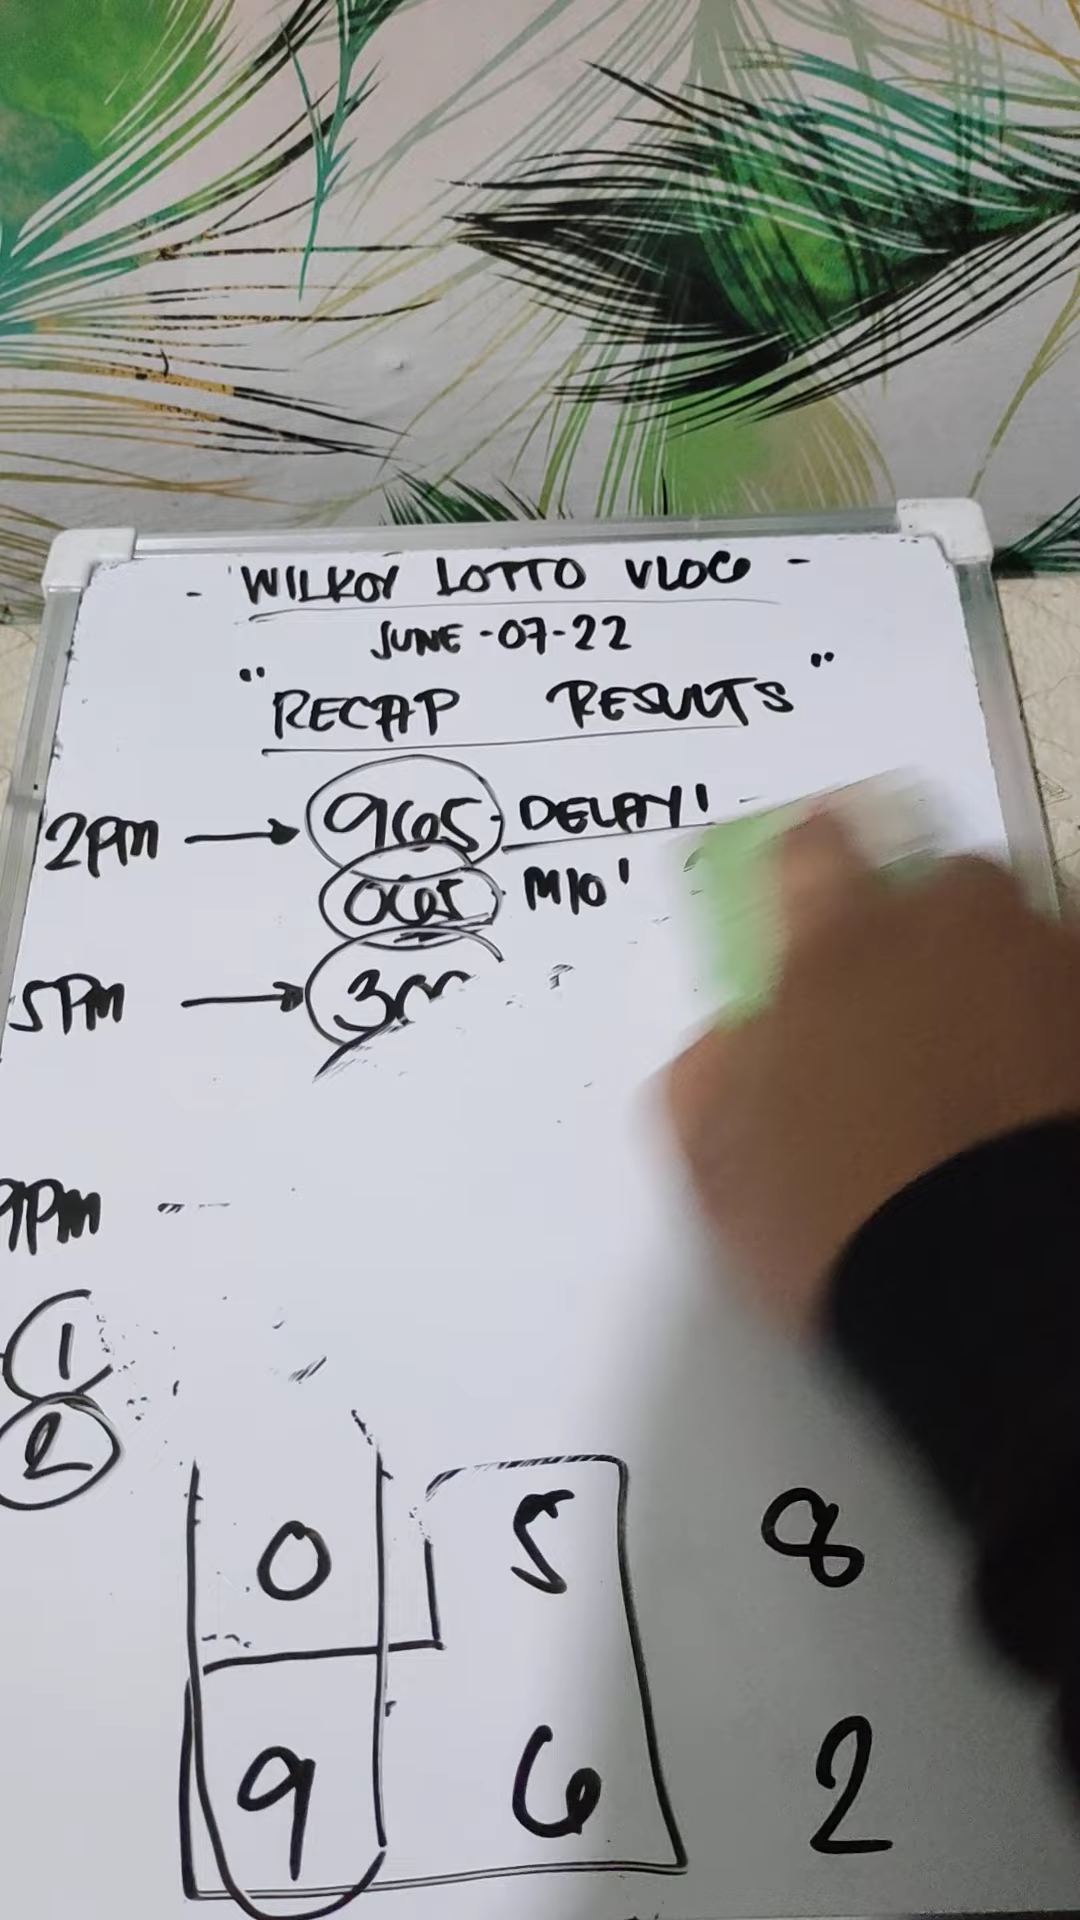 - WILKOY LOTTO VLOG -
JUNE -07-22
" RECAP RESULTS "
2PM → 965 DELAY!
065 M10'
5PM → 3
9PM
1
2
0 5 8
9 6 2